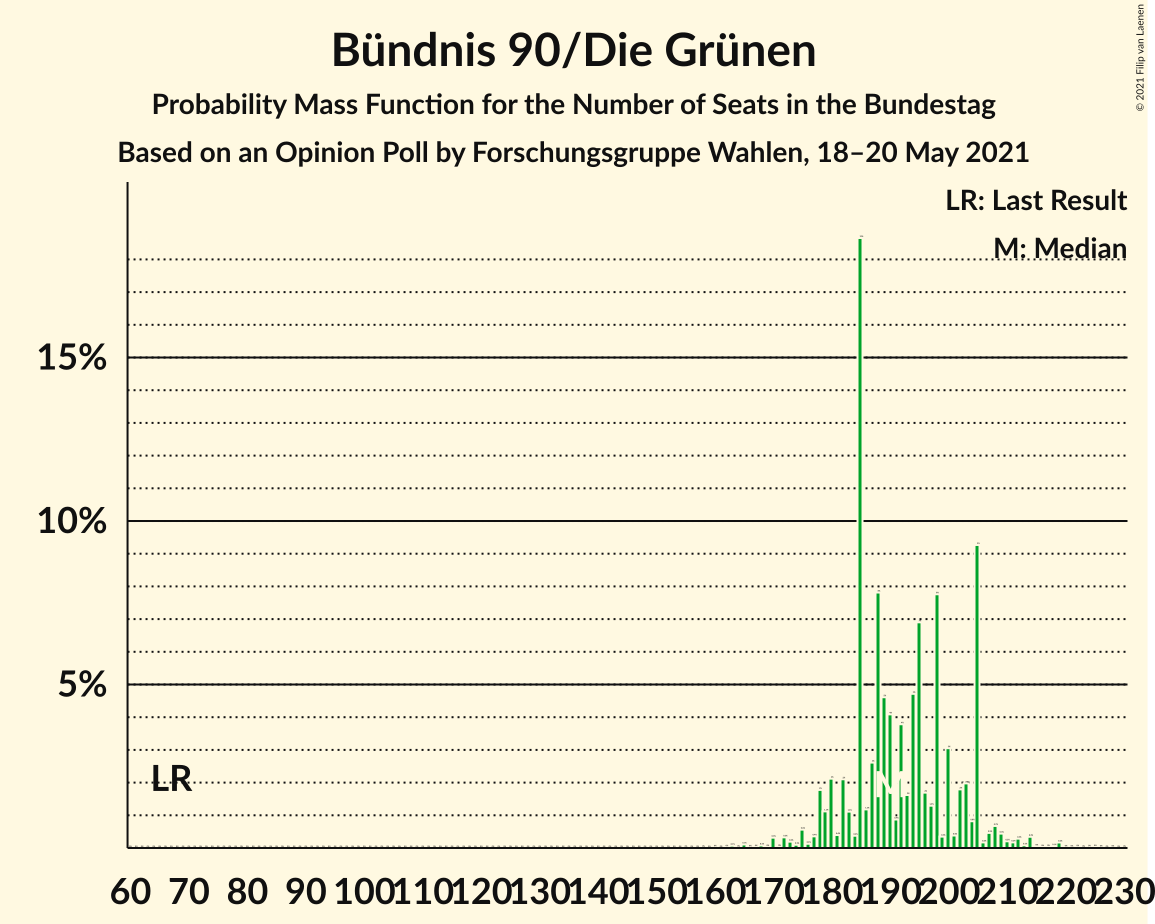 Bündnis 90/Die Grünen
Probability Mass Function for the Number of Seats in the Bundestag
Based on an Opinion Poll by Forschungsgruppe Wahlen, 18–20 May 2021
© 2021 Filip van Laenen
LR: Last Result
M: Median
15%
10%
5%
LR
M
60 70 80 90 100 110 120 130 140 150 160 170 180 190 200 210 220 230